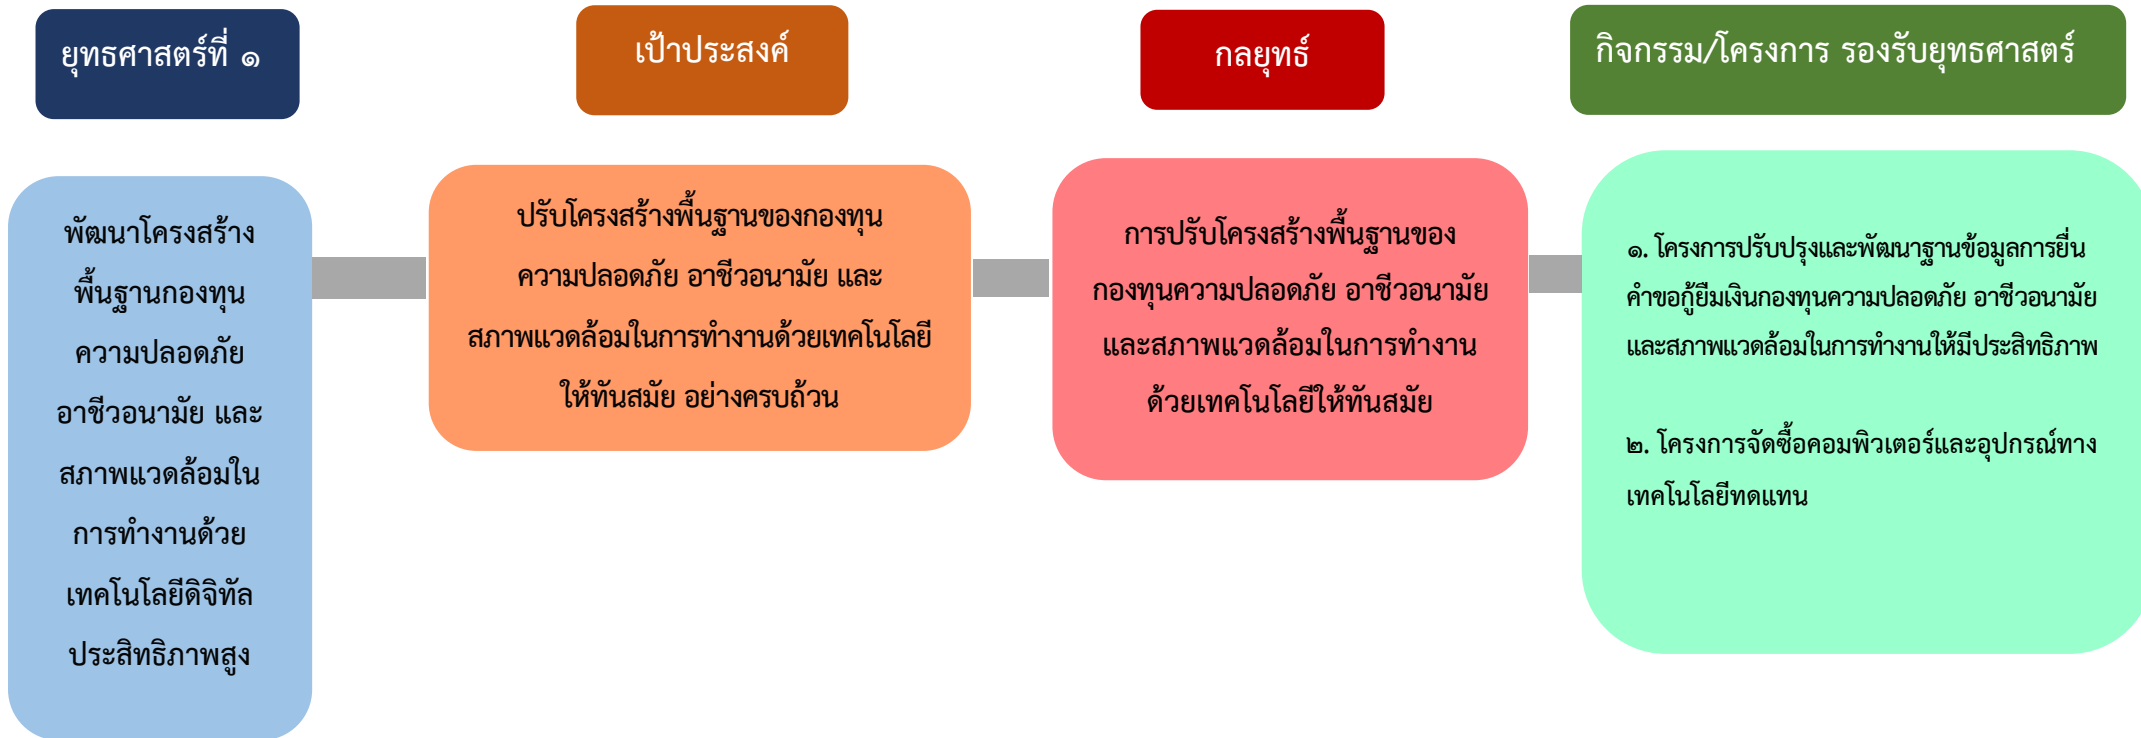 ยุทธศาสตร์ที่ ๑
เป้าประสงค์
กลยุทธ์
กิจกรรม/โครงการ รองรับยุทธศาสตร์
พัฒนาโครงสร้าง
พื้นฐานกองทุน
ความปลอดภัย
อาชีวอนามัย และ
สภาพแวดล้อมใน
การทำงานด้วย
เทคโนโลยีดิจิทัล
ประสิทธิภาพสูง
ปรับโครงสร้างพื้นฐานของกองทุน
ความปลอดภัย อาชีวอนามัย และ
สภาพแวดล้อมในการทำงานด้วยเทคโนโลยี
ให้ทันสมัย อย่างครบถ้วน
การปรับโครงสร้างพื้นฐานของ
กองทุนความปลอดภัย อาชีวอนามัย
และสภาพแวดล้อมในการทำงาน
ด้วยเทคโนโลยีให้ทันสมัย
๑. โครงการปรับปรุงและพัฒนาฐานข้อมูลการยื่น
คำขอกู้ยืมเงินกองทุนความปลอดภัย อาชีวอนามัย
และสภาพแวดล้อมในการทำงานให้มีประสิทธิภาพ
๒. โครงการจัดซื้อคอมพิวเตอร์และอุปกรณ์ทาง
เทคโนโลยีทดแทน